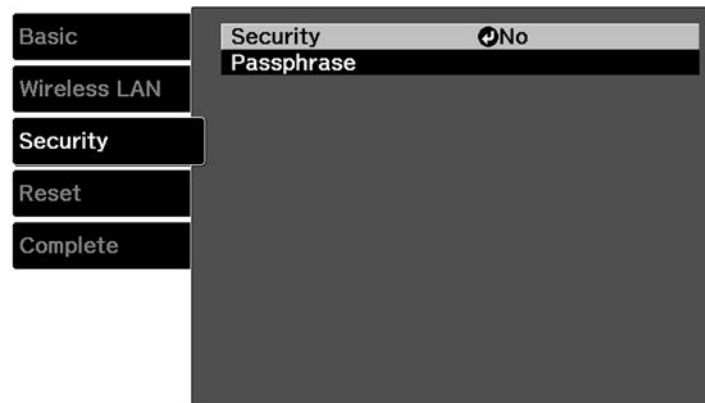 Basic
Wireless LAN
Security
Reset
Complete
Security No
Passphrase